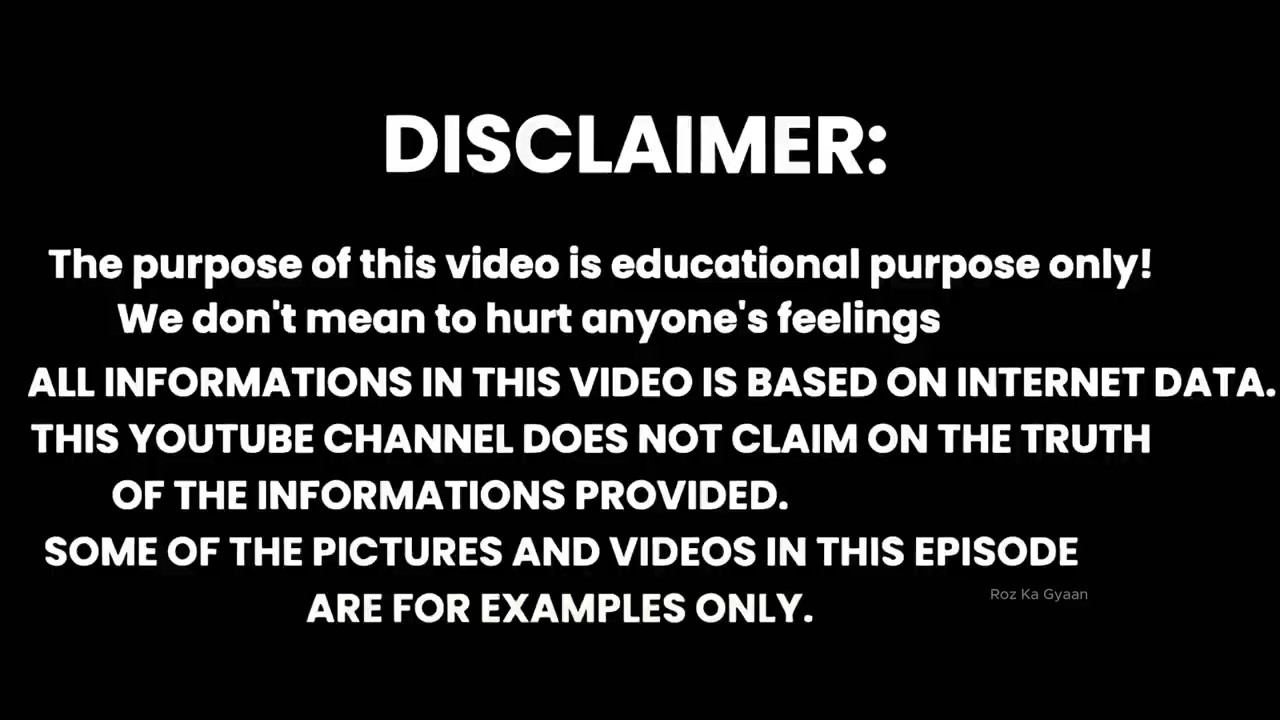 DISCLAIMER:
The purpose of this video is educational purpose only!
We don't mean to hurt anyone's feelings
ALL INFORMATIONS IN THIS VIDEO IS BASED ON INTERNET DATA.
THIS YOUTUBE CHANNEL DOES NOT CLAIM ON THE TRUTH
OF THE INFORMATIONS PROVIDED.
SOME OF THE PICTURES AND VIDEOS IN THIS EPISODE
ARE FOR EXAMPLES ONLY.
Roz Ka Gyaan